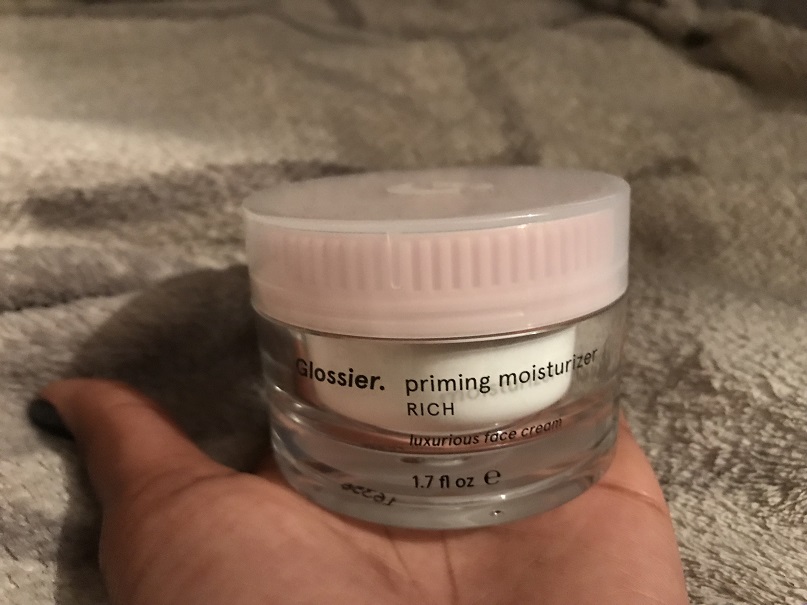 Glossier. priming moisturizer
RICH
luxurious face cream
1.7 fl oz ℮